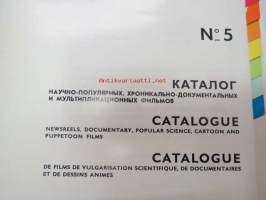 № 5
Antikvariaatti.net
КАТАЛОГ
НАУЧНО-ПОПУЛЯРНЫХ, ХРОНИКАЛЬНО-ДОКУМЕНТАЛЬНЫХ
И МУЛЬТИПЛИКАЦИОННЫХ ФИЛЬМОВ
CATALOGUE
NEWSREELS, DOCUMENTARY, POPULAR SCIENCE, CARTOON AND
PUPPETOON FILMS
CATALOGUE
DE FILMS DE VULGARISATION SCIENTIFIQUE, DE DOCUMENTAIRES
ET DE DESSINS ANIMES